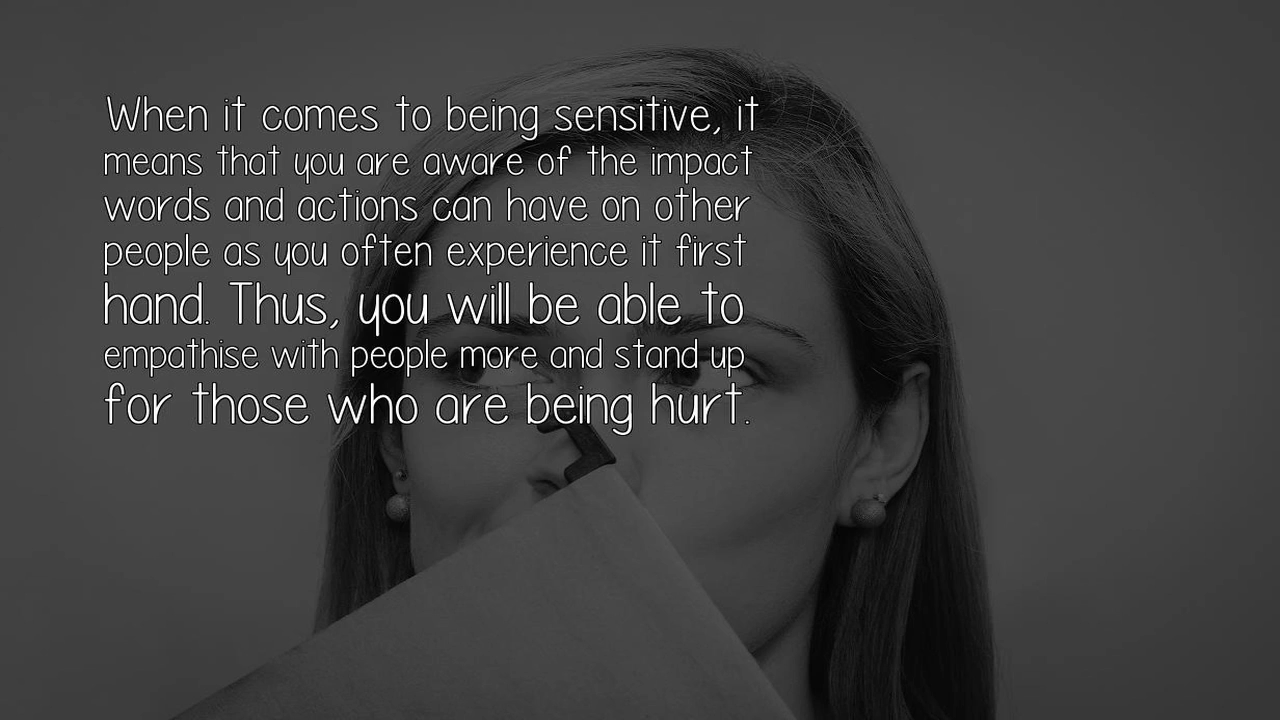 When it comes to being sensitive, it
means that you are aware of the impact
words and actions can have on other
people as you often experience it first
hand. Thus, you will be able to
empathise with people more and stand up
for those who are being hurt.